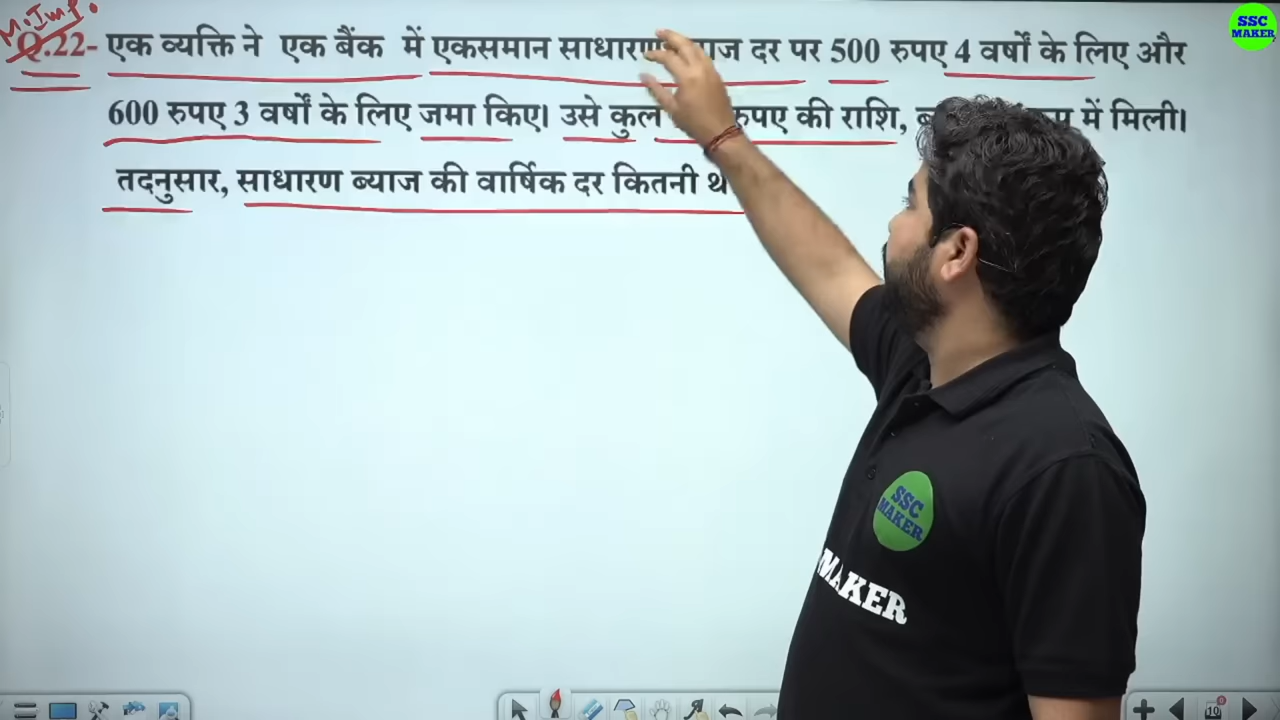 M. Imp.
Q.22- एक व्यक्ति ने एक बैंक में एकसमान साधारण दर पर 500 रुपए 4 वर्षों के लिए और
600 रुपए 3 वर्षों के लिए जमा किए। उसे कुल रुपए की राशि, में मिली।
तदनुसार, साधारण ब्याज की वार्षिक दर कितनी
SSC
MAKER
SSC
MAKER
MAKER